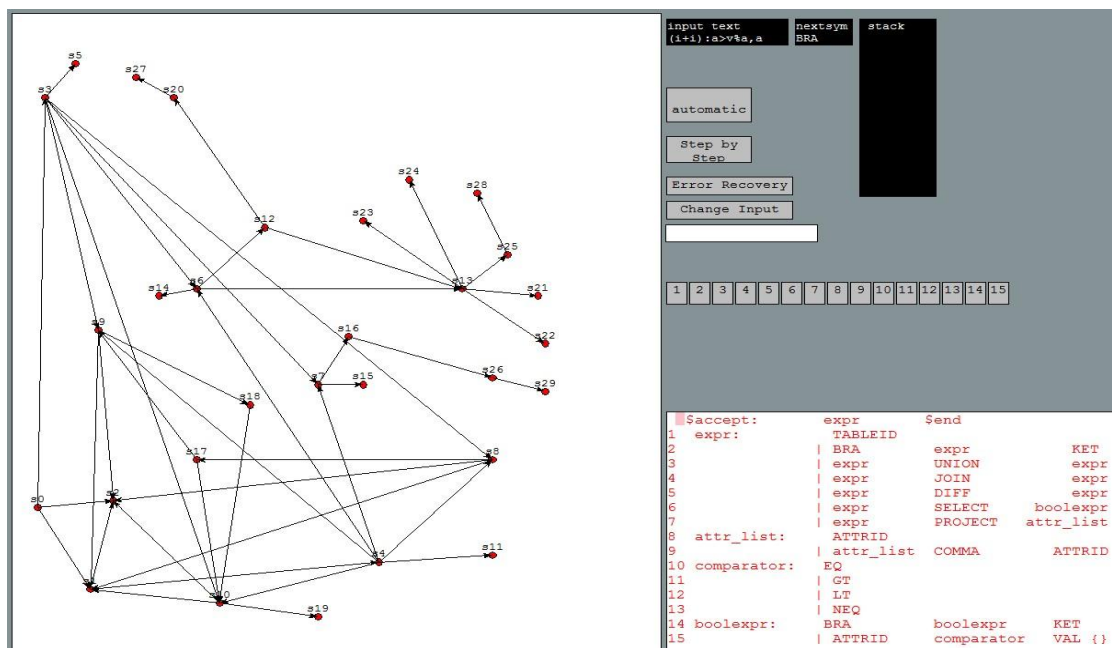 s5
s27
s3
s20
s24
s28
s12
s23
s25
s6
s13
s14
s21
s9
s16
s22
s7
s15
s26
s29
s18
s17
s8
s0
s2
s4
s11
s19
input text
(i+i):a>v%a,a
nextsym
BRA
stack
automatic
Step by
Step
Error Recovery
Change Input
1 2 3 4 5 6 7 8 9 10 11 12 13 14 15
$accept: expr $end
1 expr: TABLEID
2 | BRA expr KET
3 | expr UNION expr
4 | expr JOIN expr
5 | expr DIFF expr
6 | expr SELECT boolexpr
7 | expr PROJECT attr_list
8 attr_list: ATTRID
9 | attr_list COMMA ATTRID
10 comparator: EQ
11 | GT
12 | LT
13 | NEQ
14 boolexpr: BRA boolexpr KET
15 | ATTRID comparator VAL {}